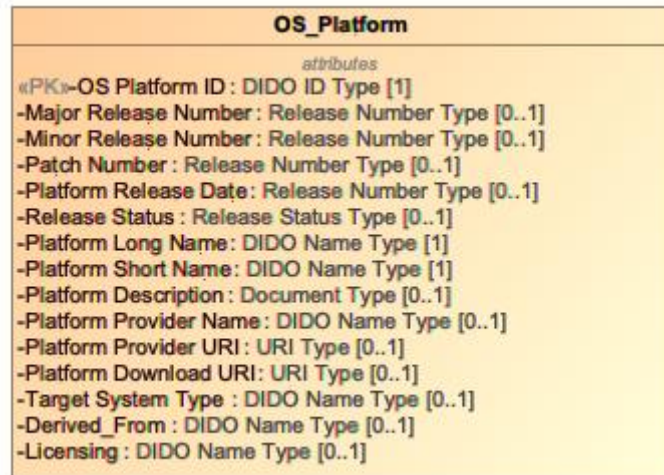 OS_Platform
attributes
«PK»-OS Platform ID : DIDO ID Type [1]
-Major Release Number : Release Number Type [0..1]
-Minor Release Number : Release Number Type [0..1]
-Patch Number : Release Number Type [0..1]
-Platform Release Date : Release Number Type [0..1]
-Release Status : Release Status Type [0..1]
-Platform Long Name : DIDO Name Type [1]
-Platform Short Name : DIDO Name Type [1]
-Platform Description : Document Type [0..1]
-Platform Provider Name : DIDO Name Type [0..1]
-Platform Provider URI : URI Type [0..1]
-Platform Download URI : URI Type [0..1]
-Target System Type : DIDO Name Type [0..1]
-Derived_From : DIDO Name Type [0..1]
-Licensing : DIDO Name Type [0..1]